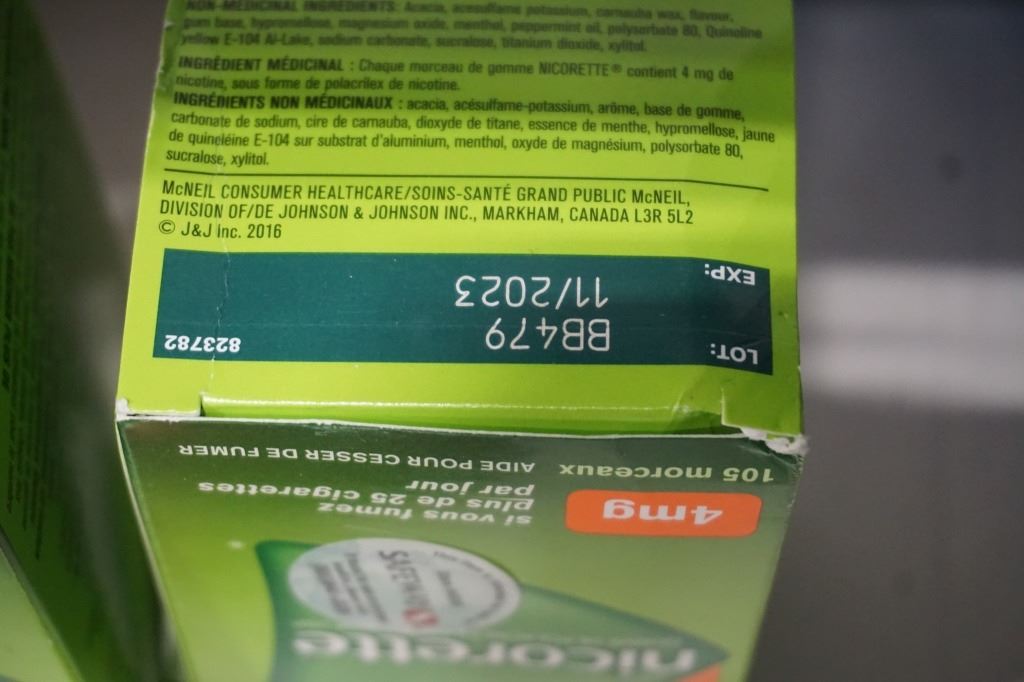 NON-MEDICINAL INGREDIENTS: Acacia, acesulfame potassium, carnauba wax, flavour,
gum base, hypromellose, magnesium oxide, menthol, peppermint oil, polysorbate 80, Quinoline
yellow E-104 Al-Lake, sodium carbonate, sucralose, titanium dioxide, xylitol.
INGRÉDIENT MÉDICINAL : Chaque morceau de gomme NICORETTE® contient 4 mg de
nicotine, sous forme de polacrilex de nicotine.
INGRÉDIENTS NON MÉDICINAUX : acacia, acésulfame-potassium, arôme, base de gomme,
carbonate de sodium, cire de carnauba, dioxyde de titane, essence de menthe, hypromellose, jaune
de quinoléine E-104 sur substrat d'aluminium, menthol, oxyde de magnésium, polysorbate 80,
sucralose, xylitol.
McNEIL CONSUMER HEALTHCARE/SOINS-SANTÉ GRAND PUBLIC McNEIL,
DIVISION OF/DE JOHNSON & JOHNSON INC., MARKHAM, CANADA L3R 5L2
© J&J Inc. 2016
LOT: BB479 823782
EXP: 11/2023
nicorette
SAFEWAY
4mg
si vous fumez
plus de 25 cigarettes
par jour
105 morceaux AIDE POUR CESSER DE FUMER